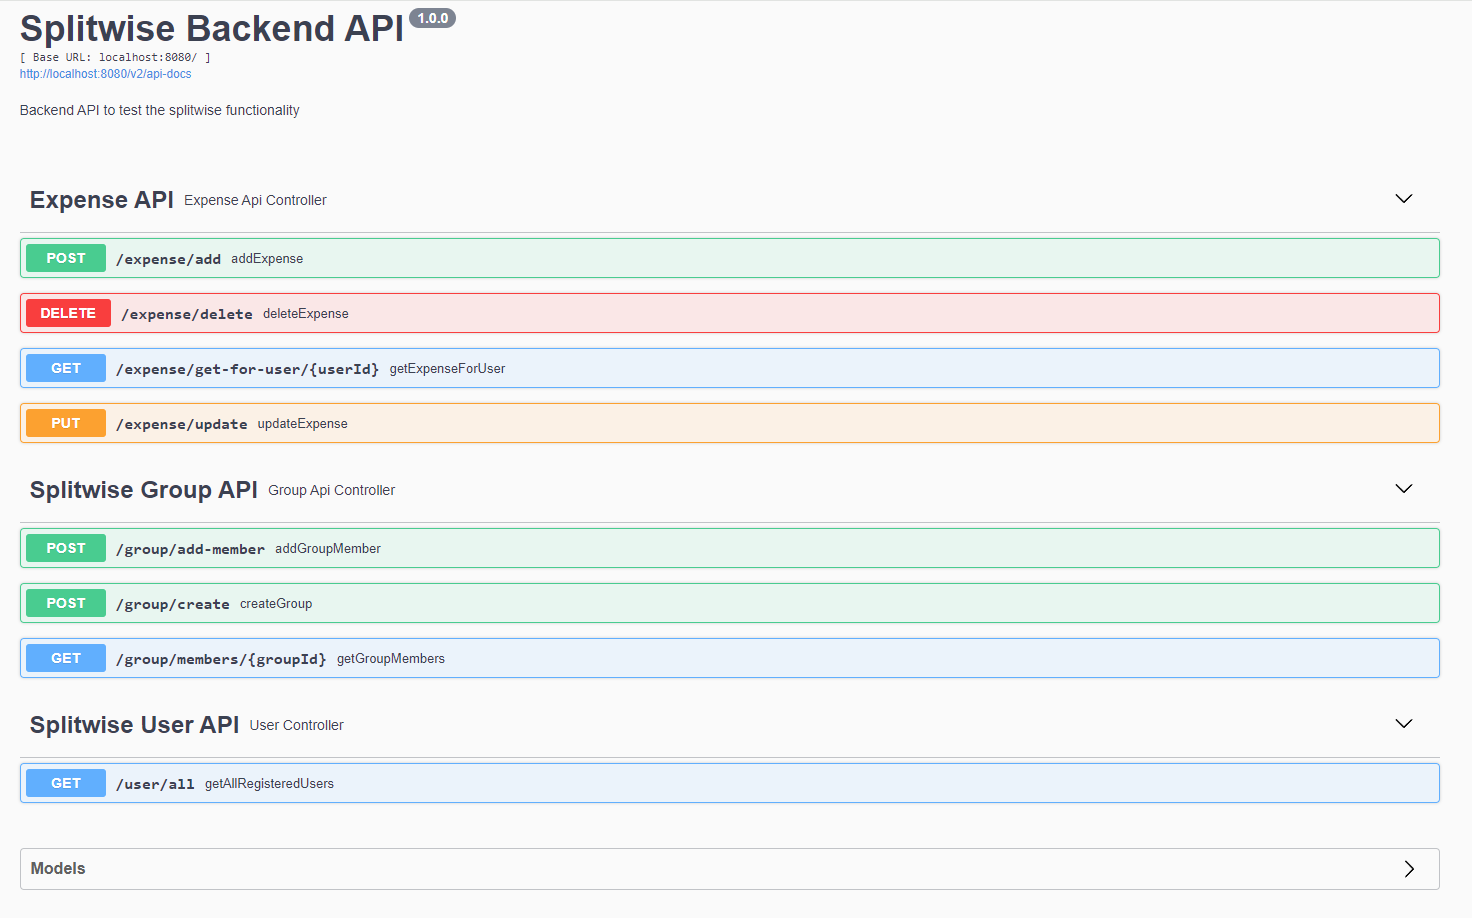 Splitwise Backend API 1.0.0
[ Base URL: localhost:8080/ ]
http://localhost:8080/v2/api-docs
Backend API to test the splitwise functionality
Expense API Expense Api Controller
POST /expense/add addExpense
DELETE /expense/delete deleteExpense
GET /expense/get-for-user/{userId} getExpenseForUser
PUT /expense/update updateExpense
Splitwise Group API Group Api Controller
POST /group/add-member addGroupMember
POST /group/create createGroup
GET /group/members/{groupId} getGroupMembers
Splitwise User API User Controller
GET /user/all getAllRegisteredUsers
Models